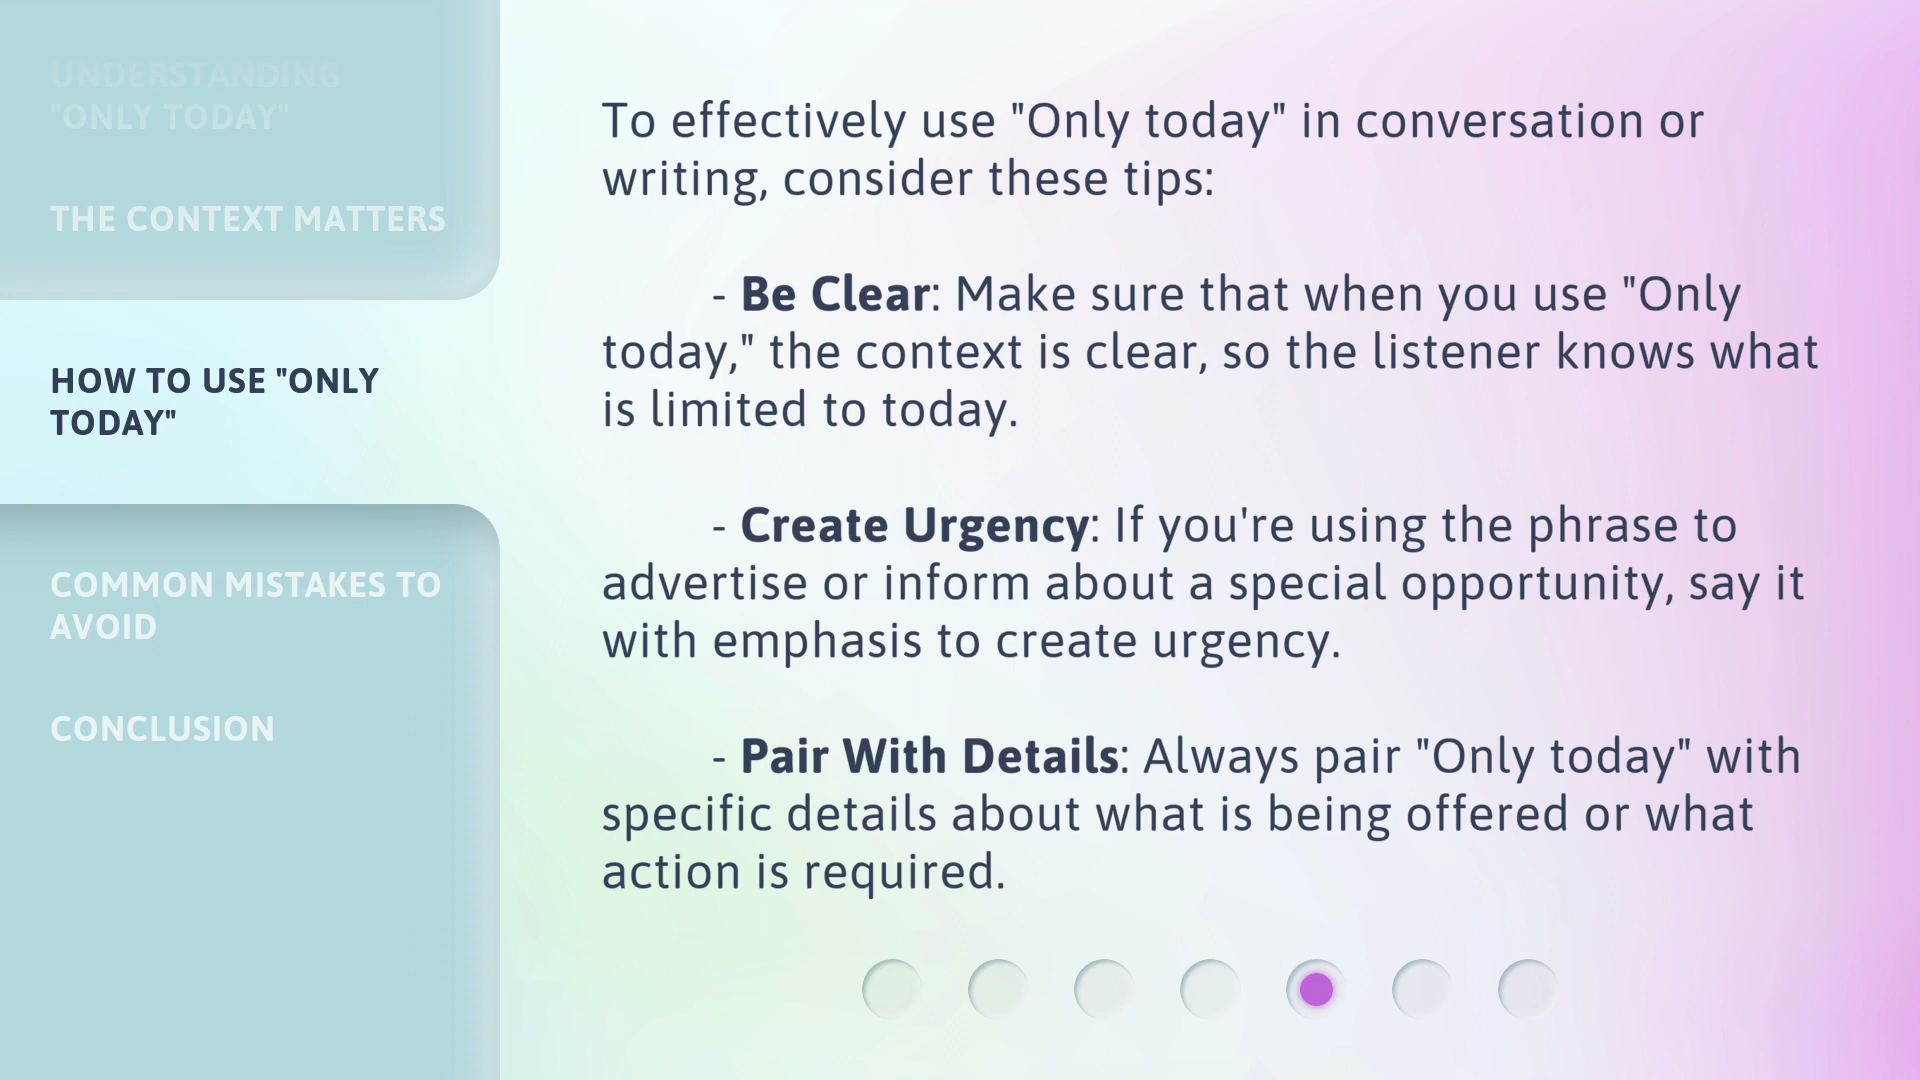 UNDERSTANDING
"ONLY TODAY"
THE CONTEXT MATTERS
HOW TO USE "ONLY
TODAY"
COMMON MISTAKES TO
AVOID
CONCLUSION
To effectively use "Only today" in conversation or
writing, consider these tips:
- Be Clear: Make sure that when you use "Only
today," the context is clear, so the listener knows what
is limited to today.
- Create Urgency: If you're using the phrase to
advertise or inform about a special opportunity, say it
with emphasis to create urgency.
- Pair With Details: Always pair "Only today" with
specific details about what is being offered or what
action is required.